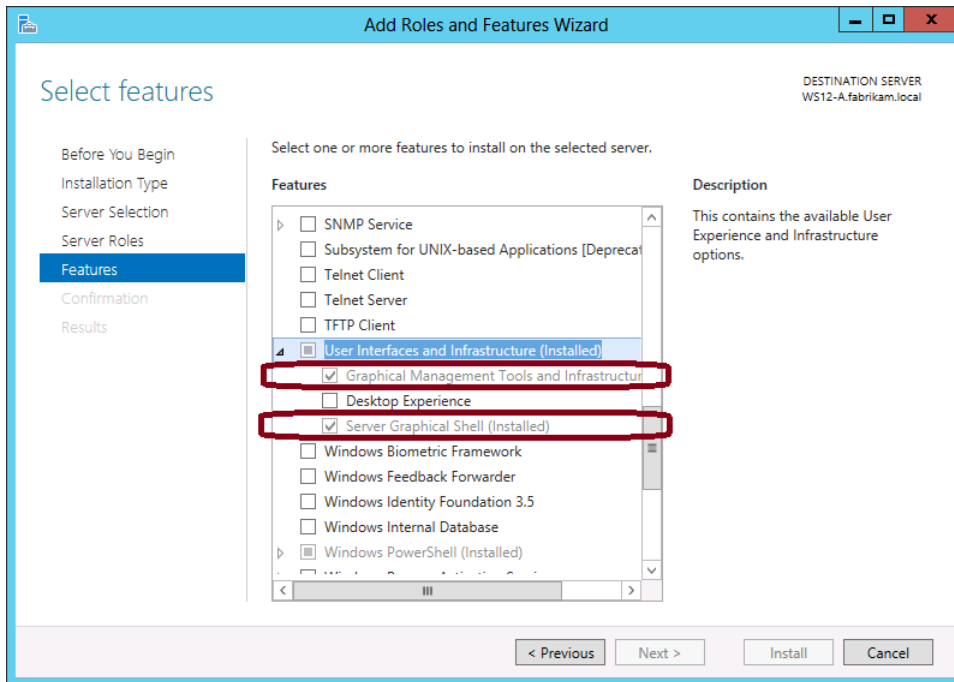 Add Roles and Features Wizard
Select features
DESTINATION SERVER
WS12-A.fabrikam.local
Before You Begin
Installation Type
Server Selection
Server Roles
Features
Confirmation
Results
Select one or more features to install on the selected server.
Features
SNMP Service
Subsystem for UNIX-based Applications [Deprecat
Telnet Client
Telnet Server
TFTP Client
User Interfaces and Infrastructure (Installed)
Graphical Management Tools and Infrastructur
Desktop Experience
Server Graphical Shell (Installed)
Windows Biometric Framework
Windows Feedback Forwarder
Windows Identity Foundation 3.5
Windows Internal Database
Windows PowerShell (Installed)
Description
This contains the available User
Experience and Infrastructure
options.
< Previous
Next >
Install
Cancel